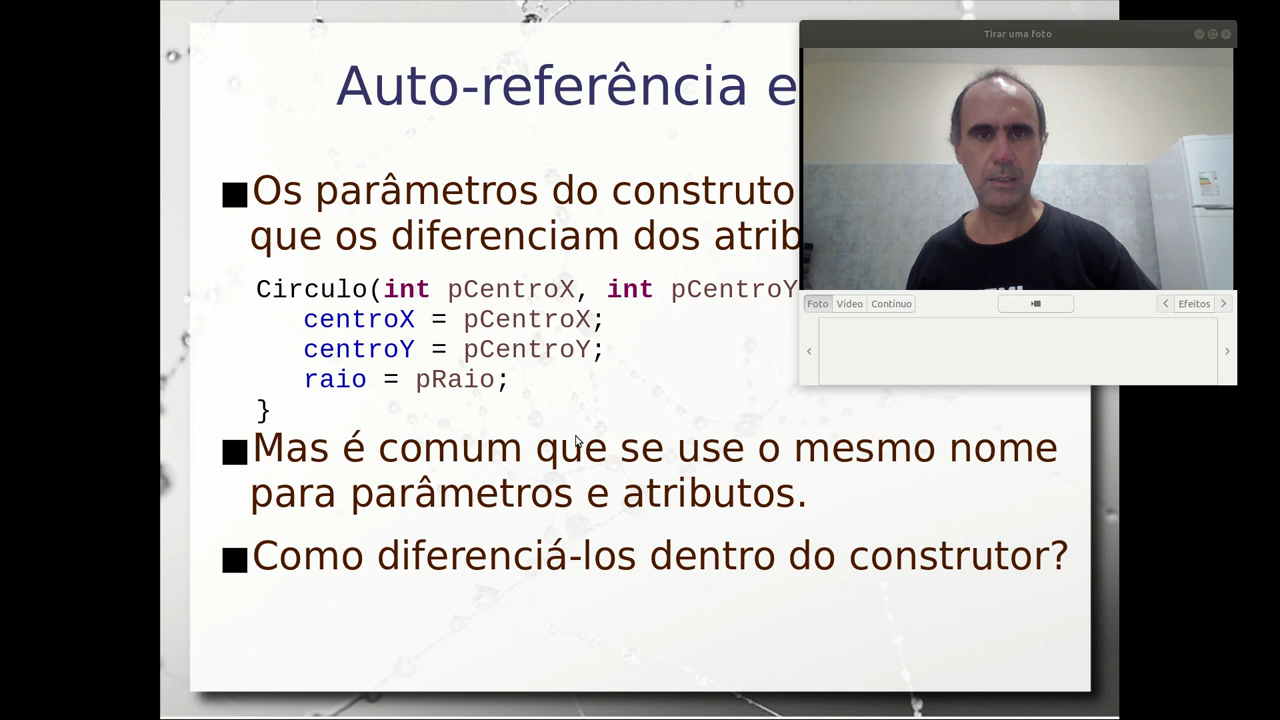 Auto-referência e
Tirar uma foto
■Os parâmetros do construto
que os diferenciam dos atrib
Circulo(int pCentroX, int pCentroY
centroX = pCentroX;
centroY = pCentroY;
raio = pRaio;
}
Foto Vídeo Contínuo Efeitos
■Mas é comum que se use o mesmo nome
para parâmetros e atributos.
■Como diferenciá-los dentro do construtor?